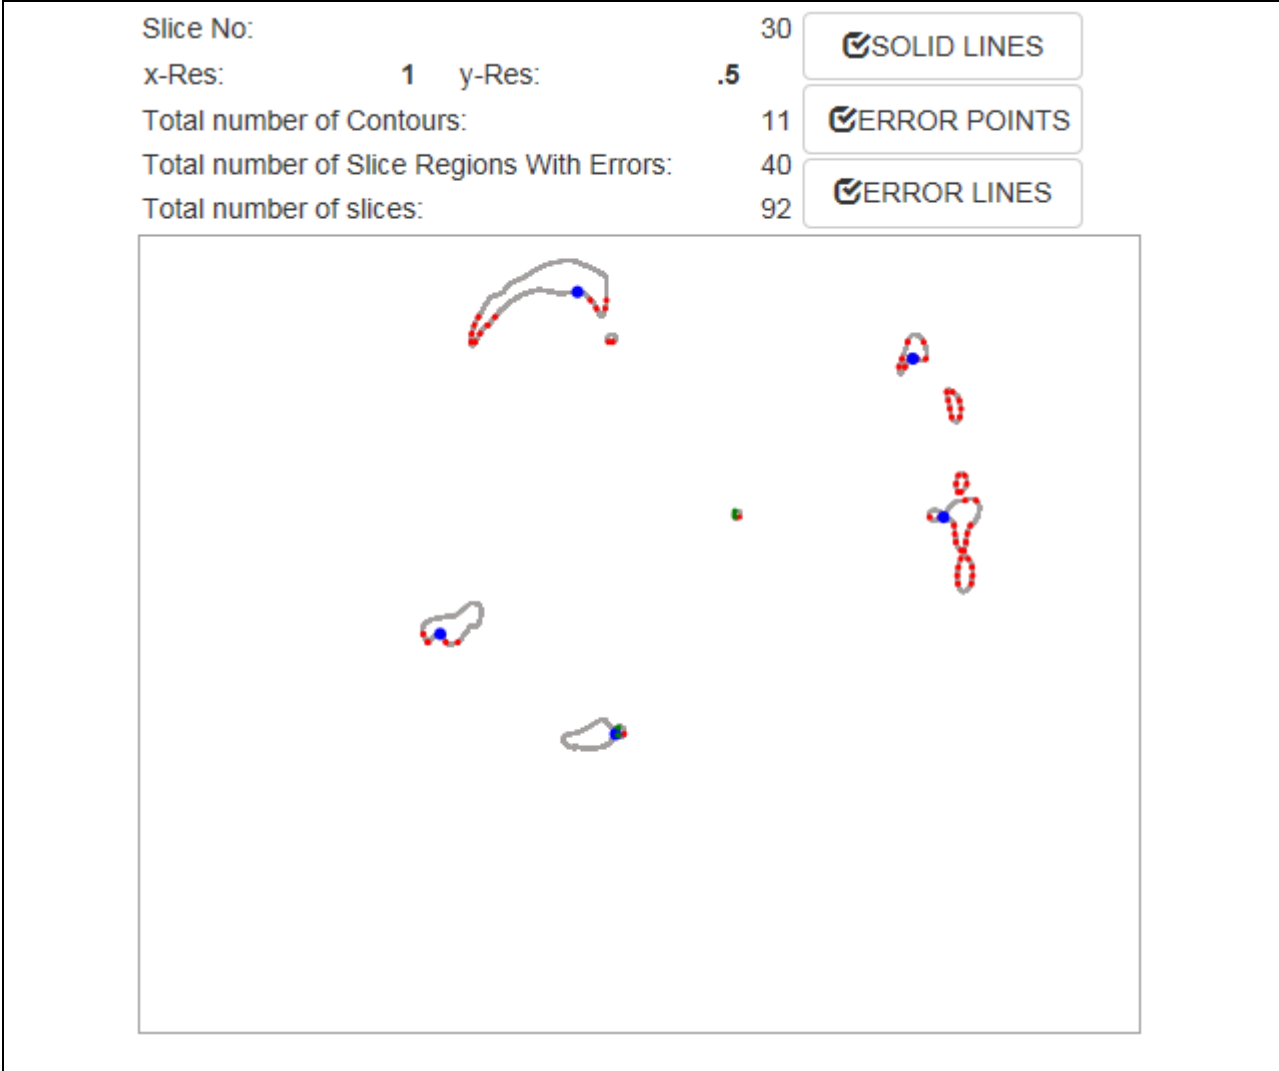 Slice No: 30
x-Res: 1 y-Res: .5
Total number of Contours: 11
Total number of Slice Regions With Errors: 40
Total number of slices: 92
SOLID LINES
ERROR POINTS
ERROR LINES